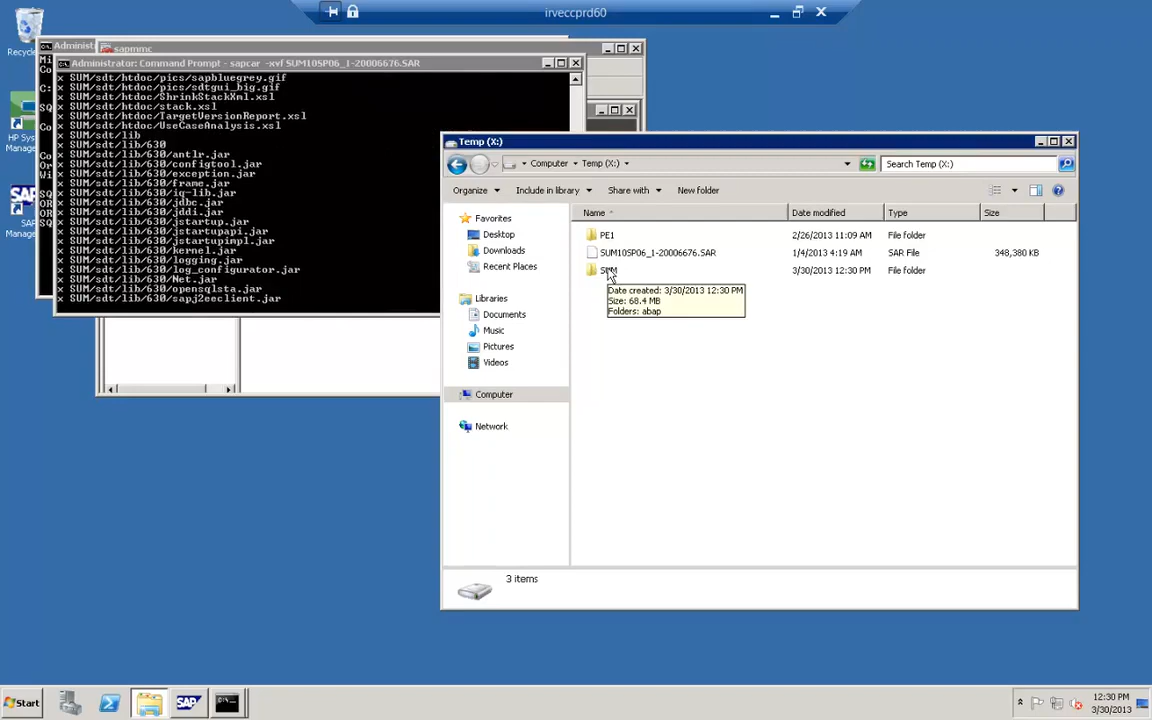 irveccprd60
Recycle
HP Sys
Manag
SAP
Manage
Administ
sapmmc
Administrator: Command Prompt - sapcar -xvf SUM10SP06_1-20006676.SAR
x SUM/sdt/htdoc/pics/sapbluegrey.gif
x SUM/sdt/htdoc/pics/sdtgui_big.gif
x SUM/sdt/htdoc/ShrinkStackXml.xsl
x SUM/sdt/htdoc/stack.xsl
x SUM/sdt/htdoc/TargetVersionReport.xsl
x SUM/sdt/htdoc/UseCaseAnalysis.xsl
x SUM/sdt/lib
x SUM/sdt/lib/630
x SUM/sdt/lib/630/antlr.jar
x SUM/sdt/lib/630/configtool.jar
x SUM/sdt/lib/630/exception.jar
x SUM/sdt/lib/630/frame.jar
x SUM/sdt/lib/630/iq-lib.jar
x SUM/sdt/lib/630/jdbc.jar
x SUM/sdt/lib/630/jddi.jar
x SUM/sdt/lib/630/jstartup.jar
x SUM/sdt/lib/630/jstartupapi.jar
x SUM/sdt/lib/630/jstartupimpl.jar
x SUM/sdt/lib/630/kernel.jar
x SUM/sdt/lib/630/logging.jar
x SUM/sdt/lib/630/log_configurator.jar
x SUM/sdt/lib/630/Net.jar
x SUM/sdt/lib/630/opensqlsta.jar
x SUM/sdt/lib/630/sapj2eeclient.jar
Temp (X:)
Computer Temp (X:) Search Temp (X:)
Organize Include in library Share with New folder
Name Date modified Type Size
Favorites
Desktop
Downloads
Recent Places
Libraries
Documents
Music
Pictures
Videos
Computer
Network
PE1 2/26/2013 11:09 AM File folder
SUM10SP06_1-20006676.SAR 1/4/2013 4:19 AM SAR File 348,380 KB
SUM 3/30/2013 12:30 PM File folder
Date created: 3/30/2013 12:30 PM
Size: 68.4 MB
Folders: abap
3 items
Start
SAP
12:30 PM
3/30/2013